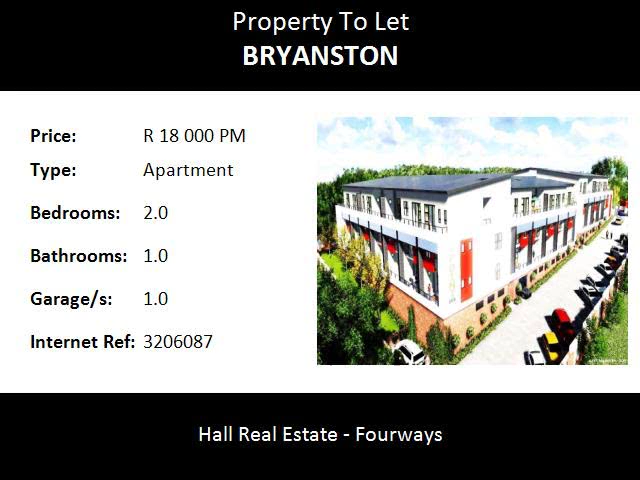 Property To Let
BRYANSTON
Price: R 18 000 PM
Type: Apartment
Bedrooms: 2.0
Bathrooms: 1.0
Garage/s: 1.0
Internet Ref: 3206087
Hall Real Estate - Fourways